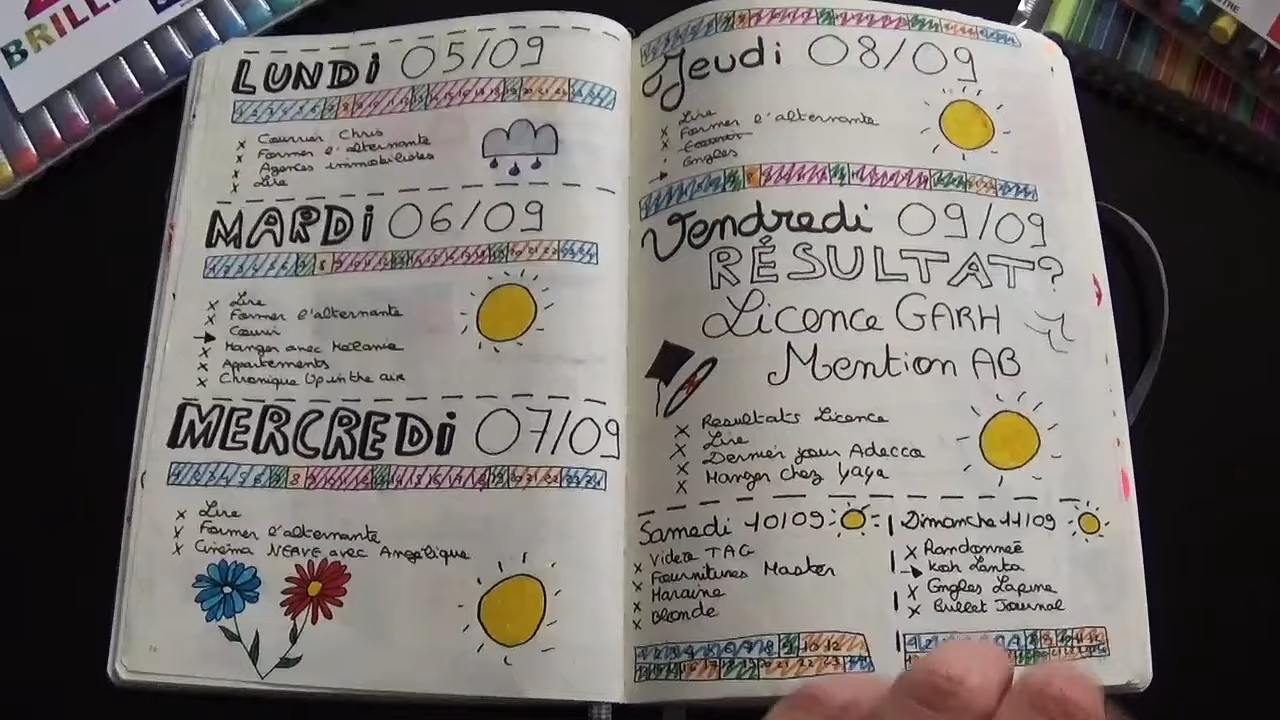 BRILL
LUNDI 05/09
x Courrier Chris
x Former l'alternante
x Agences immobilières
x Lire
MARDI 06/09
x Lire
x Former l'alternante
Courir
x Manger avec Mélanie
x Appartements
x Chronique Up in the air
MERCREDI 07/09
x Lire
x Former l'alternante
x Cinéma NERVE avec Angélique
Jeudi 08/09
Lire
x Former l'alternante
x Courir
Ongles
Vendredi 09/09
RÉSULTAT?
Licence GARH
Mention AB
x Resultats Licence
x Lire
x Dernier jour Adecco
x Manger chez Yaya
Samedi 10/09
x Video TAG
x Fournitures Master
x
x Blonde
Dimanche 11/09
x Randonnée
Koh Lanta
x Ongles Lapine
x Bullet Journal